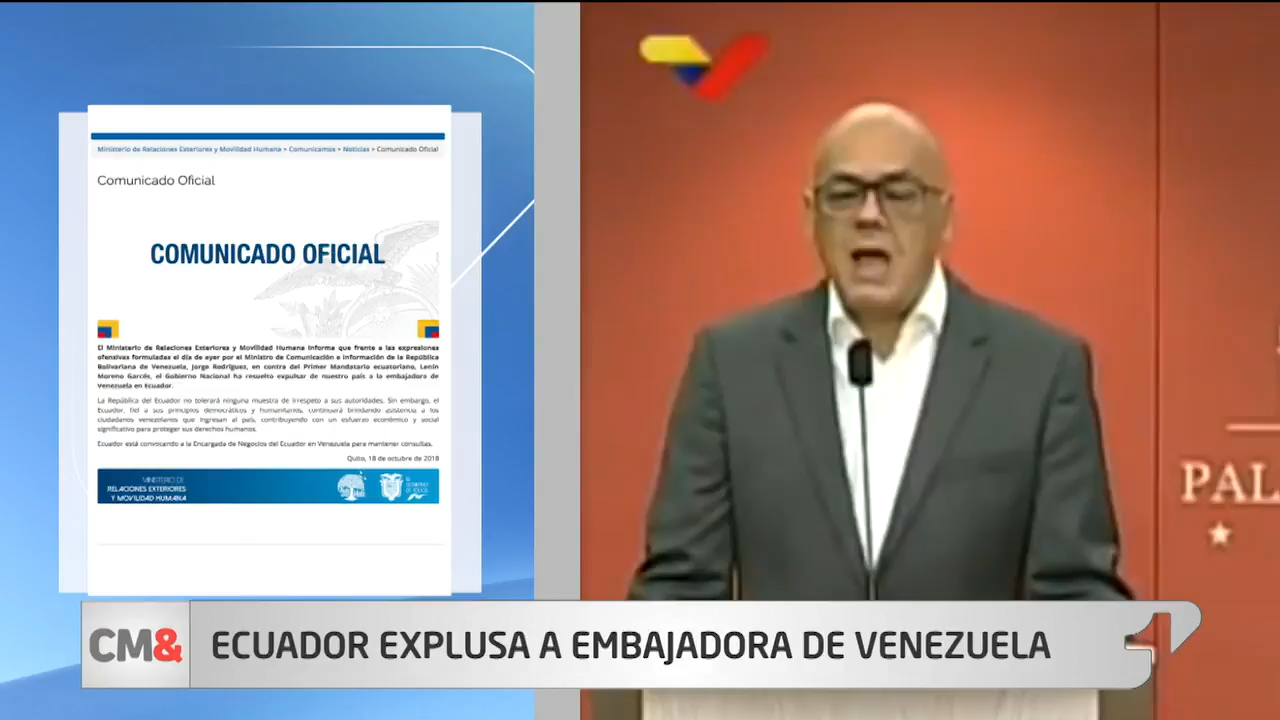 Ministerio de Relaciones Exteriores y Movilidad Humana > Comunicamos > Noticias > Comunicado Oficial
Comunicado Oficial
COMUNICADO OFICIAL
El Ministerio de Relaciones Exteriores y Movilidad Humana informa que frente a las expresiones
ofensivas formuladas el día de ayer por el Ministro de Comunicación e Información de la República
Bolivariana de Venezuela, Jorge Rodríguez, en contra del Primer Mandatario ecuatoriano, Lenín
Moreno Garcés, el Gobierno Nacional ha resuelto expulsar de nuestro país a la embajadora de
Venezuela en Ecuador.
La República del Ecuador no tolerará ninguna muestra de irrespeto a sus autoridades. Sin embargo, el
Ecuador, fiel a sus principios democráticos y humanitarios, continuará brindando asistencia a los
ciudadanos venezolanos que ingresan al país, contribuyendo con un esfuerzo económico y social
significativo para proteger sus derechos humanos.
Ecuador está convocando a la Encargada de Negocios del Ecuador en Venezuela para mantener consultas.
Quito, 18 de octubre de 2018
MINISTERIO DE
RELACIONES EXTERIORES
Y MOVILIDAD HUMANA
PAL
CM&
ECUADOR EXPLUSA A EMBAJADORA DE VENEZUELA
1